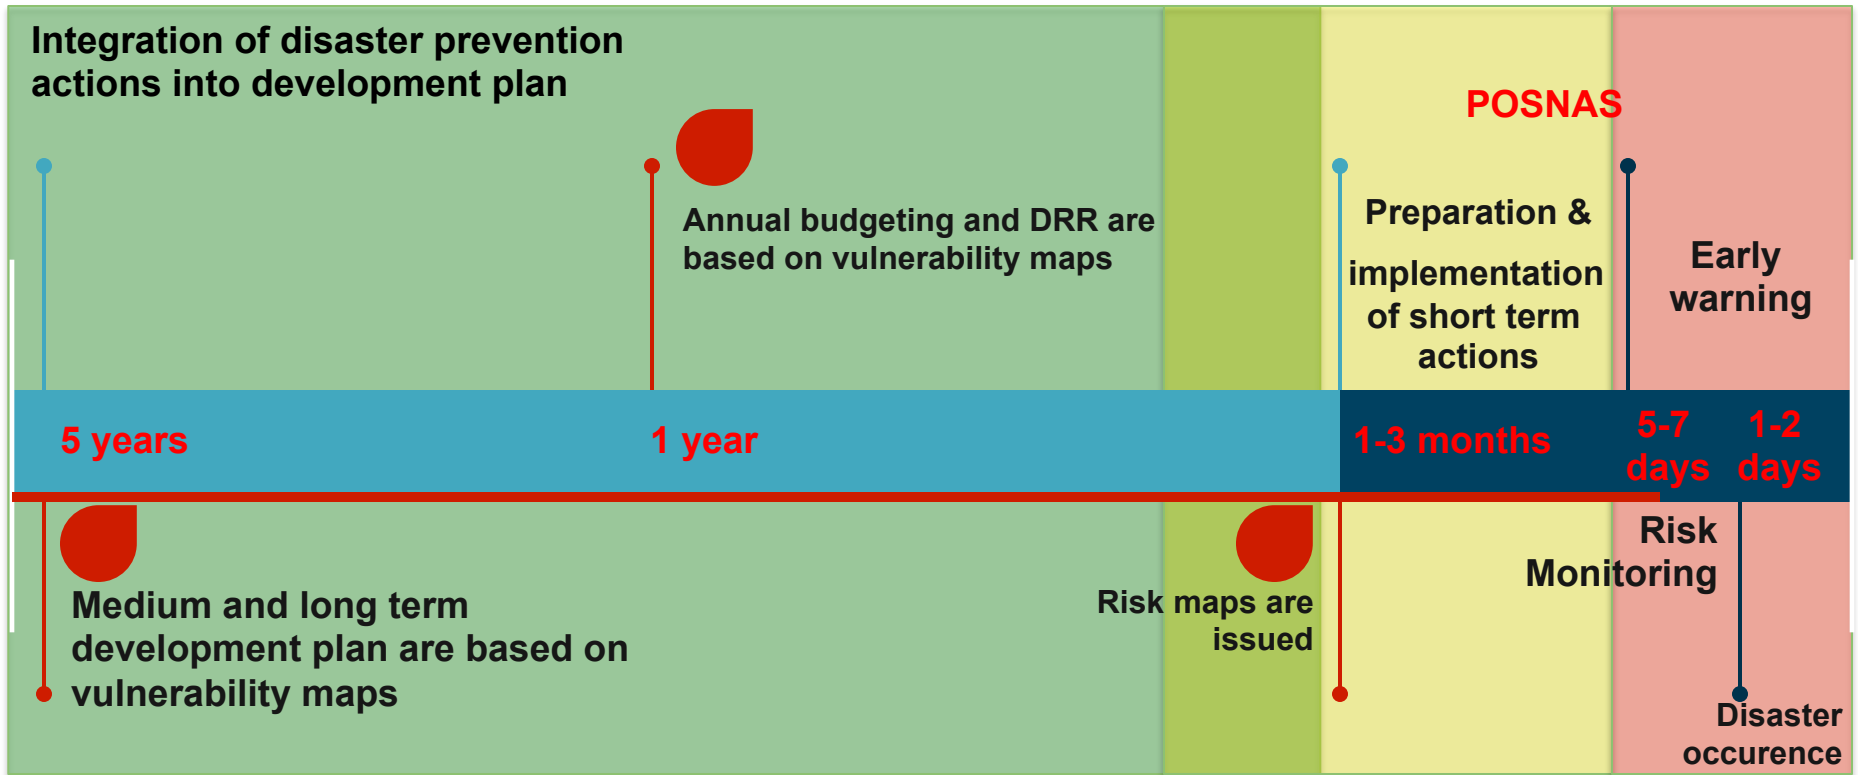 Integration of disaster prevention
actions into development plan
POSNAS
Annual budgeting and DRR are
based on vulnerability maps
Preparation &
implementation
of short term
actions
Early
warning
5 years
1 year
1-3 months
5-7
days
1-2
days
Medium and long term
development plan are based on
vulnerability maps
Risk maps are
issued
Risk
Monitoring
Disaster
occurence